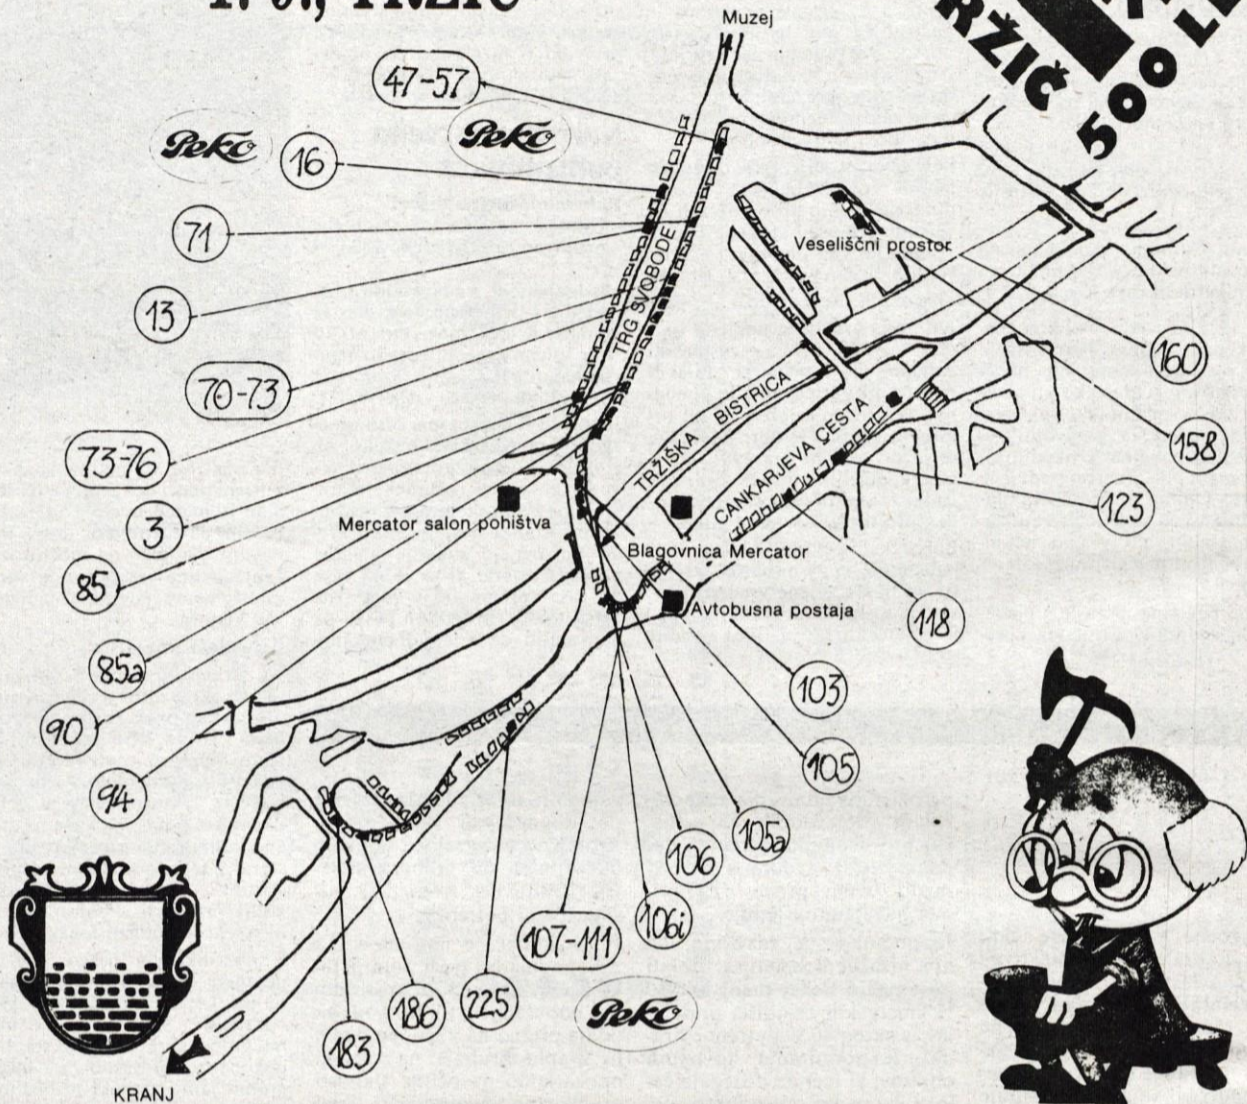 TRŽIČ
RŽIČ
500 LE
Muzej
47-57
Peko
Peko
16
71
Veseliščni prostor
13
TRG SVOBODE
160
70-73
TRŽIŠKA BISTRICA
CANKARJEVA CESTA
158
73-76
123
3
Mercator salon pohištva
Blagovnica Mercator
85
Avtobusna postaja
118
85a
103
90
105
94
105a
106
106i
107-111
225
186
Peko
183
KRANJ